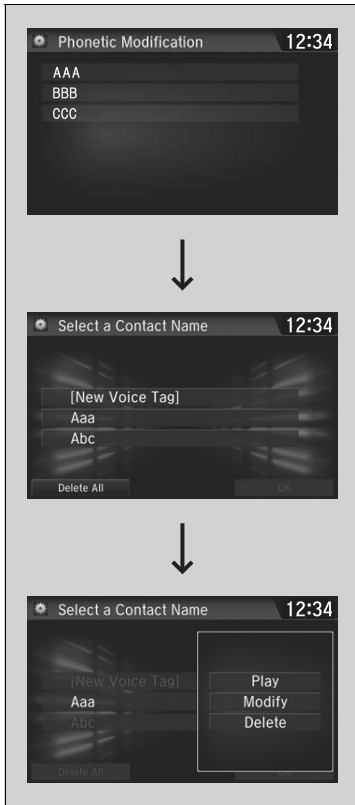 Phonetic Modification 12:34
AAA
BBB
CCC
Select a Contact Name 12:34
[New Voice Tag]
Aaa
Abc
Delete All OK
Select a Contact Name 12:34
[New Voice Tag]
Aaa
Abc
Play
Modify
Delete
Delete All OK